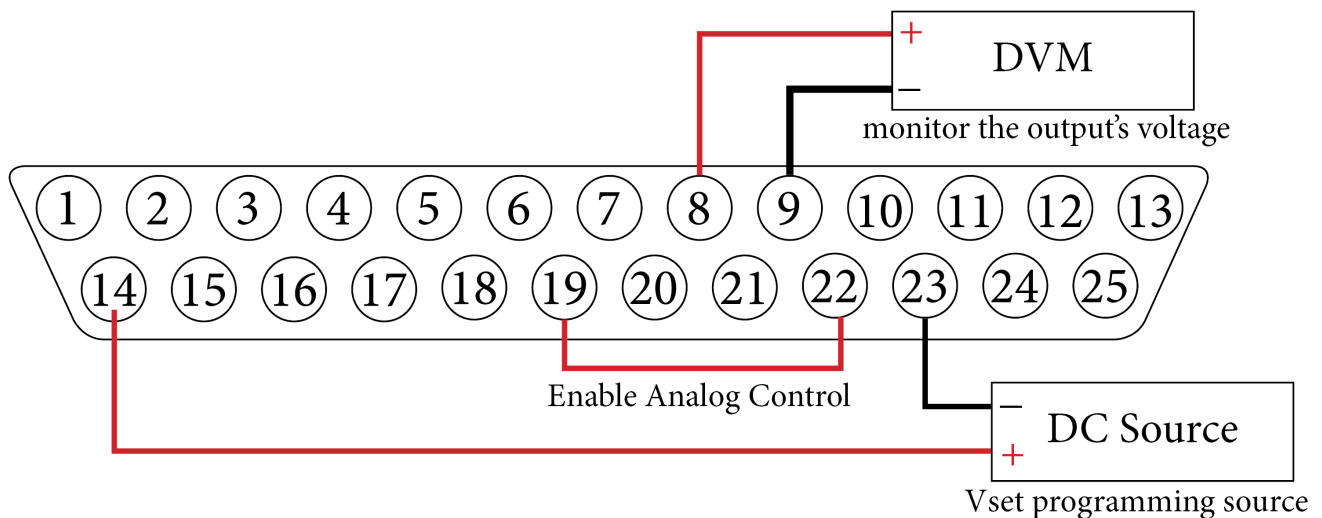 + DVM
−
monitor the output's voltage
1 2 3 4 5 6 7 8 9 10 11 12 13
14 15 16 17 18 19 20 21 22 23 24 25
Enable Analog Control
−
DC Source
+
Vset programming source